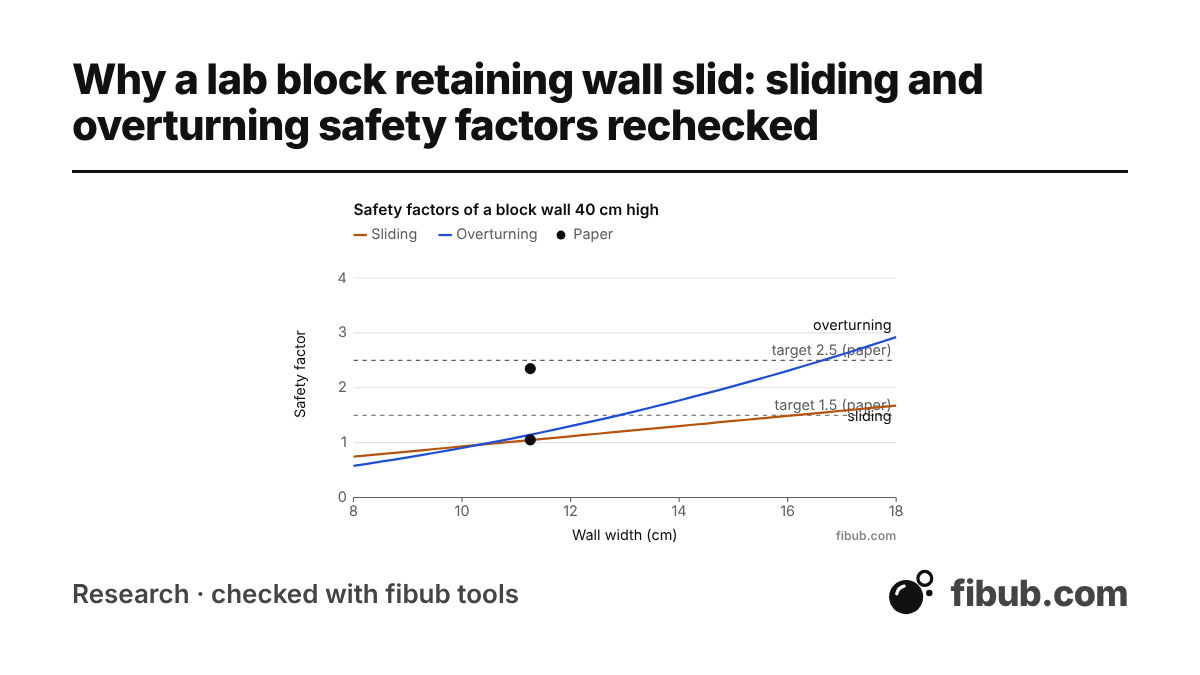 Why a lab block retaining wall slid: sliding and
overturning safety factors rechecked
Safety factors of a block wall 40 cm high
Sliding Overturning Paper
4
3
2
1
0
Safety factor
overturning
target 2.5 (paper)
target 1.5 (paper)
sliding
8 10 12 14 16 18
Wall width (cm)
fibub.com
Research · checked with fibub tools
fibub.com